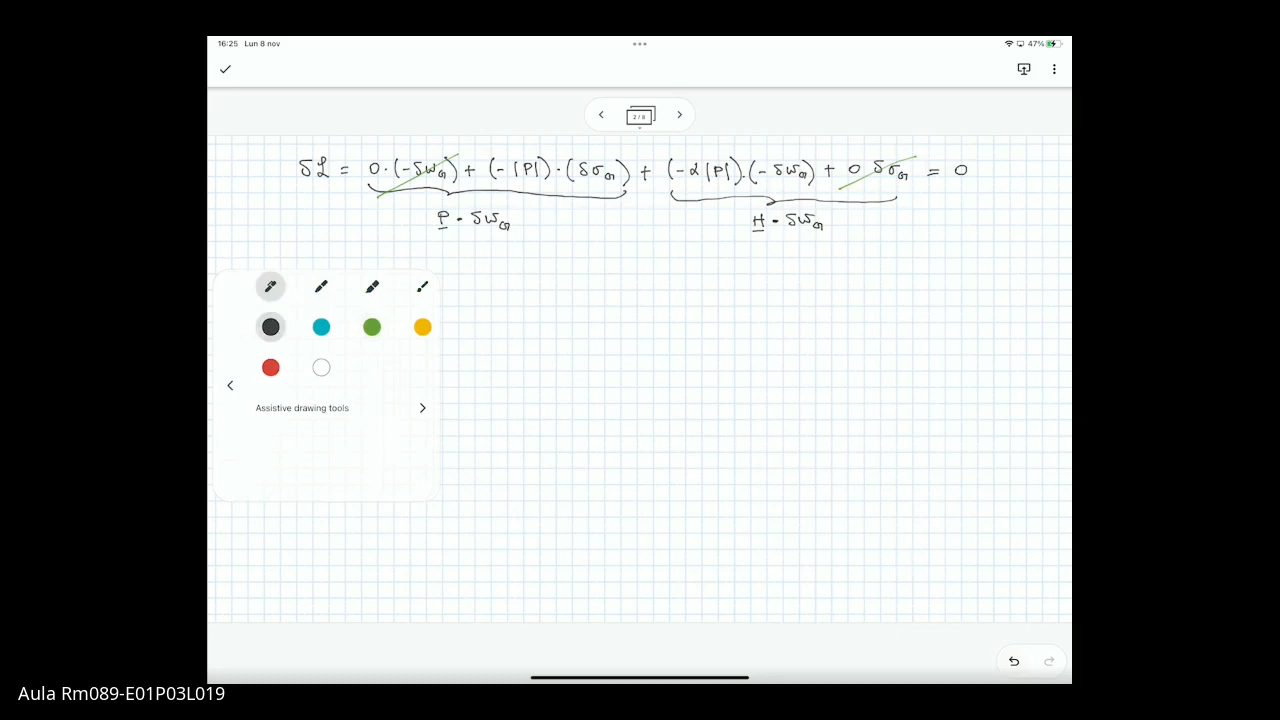 16:25 Lun 8 nov
47%
2 / 8
δL = 0·(-δw_G) + (-|P|)·(δσ_G) + (-2|P|)·(-δw_G) + 0 δσ_G = 0
P · δw_G H · δw_G
Assistive drawing tools
Aula Rm089-E01P03L019